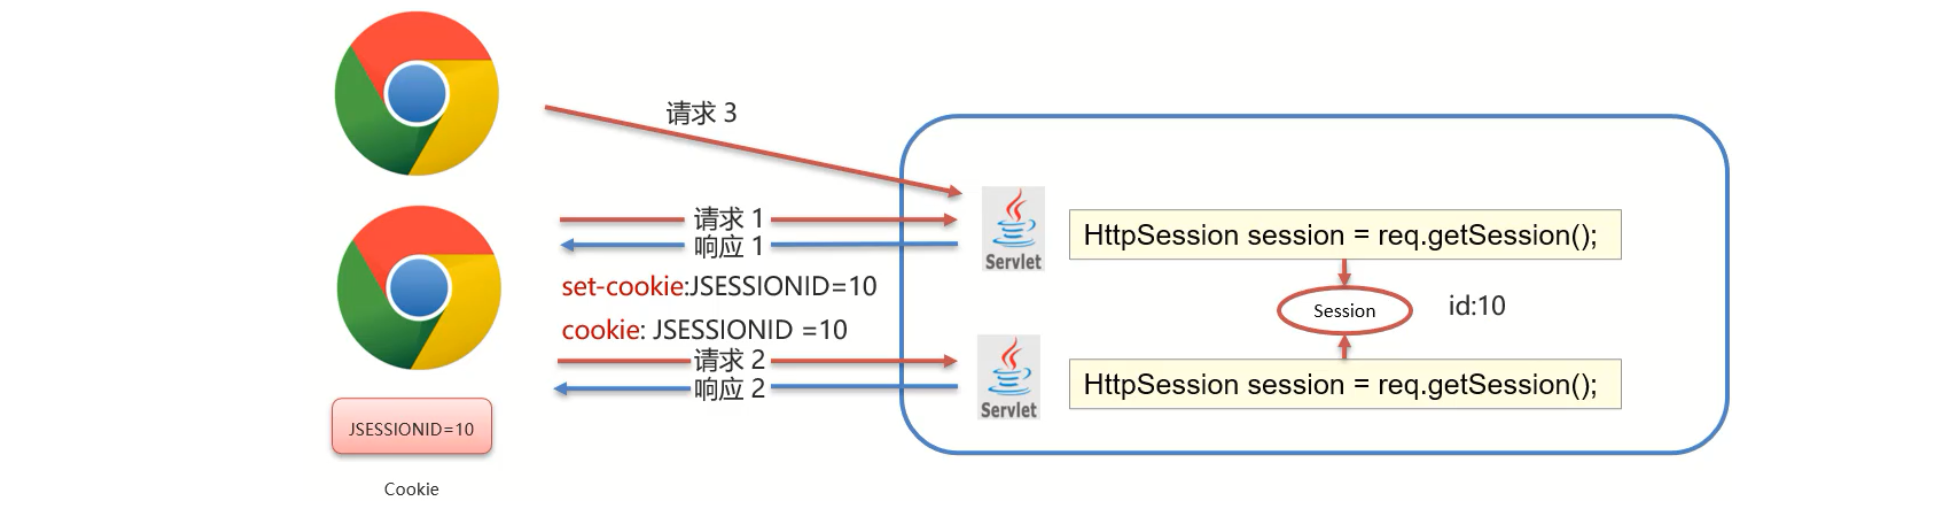 请求 3
请求 1
响应 1
set-cookie:JSESSIONID=10
cookie: JSESSIONID =10
请求 2
响应 2
JSESSIONID=10
Cookie
Servlet
HttpSession session = req.getSession();
Session
id:10
Servlet
HttpSession session = req.getSession();